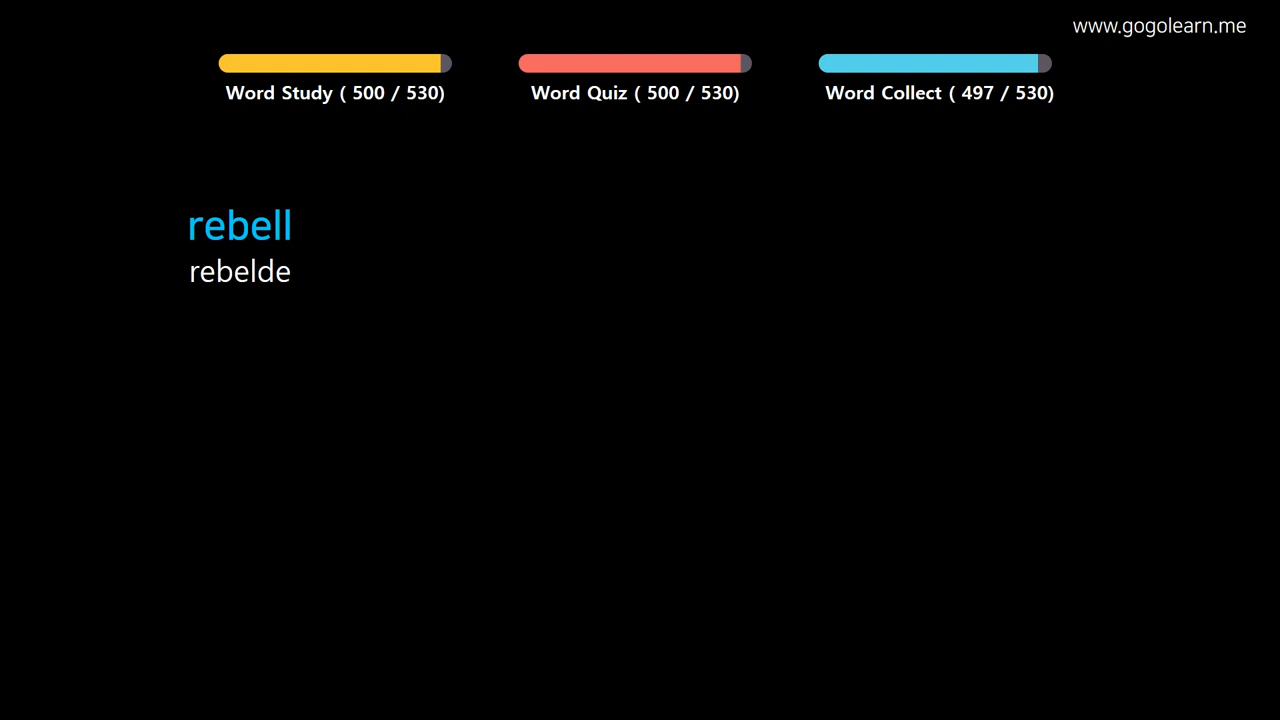 www.gogolearn.me
Word Study ( 500 / 530)
Word Quiz ( 500 / 530)
Word Collect ( 497 / 530)
rebell
rebelde